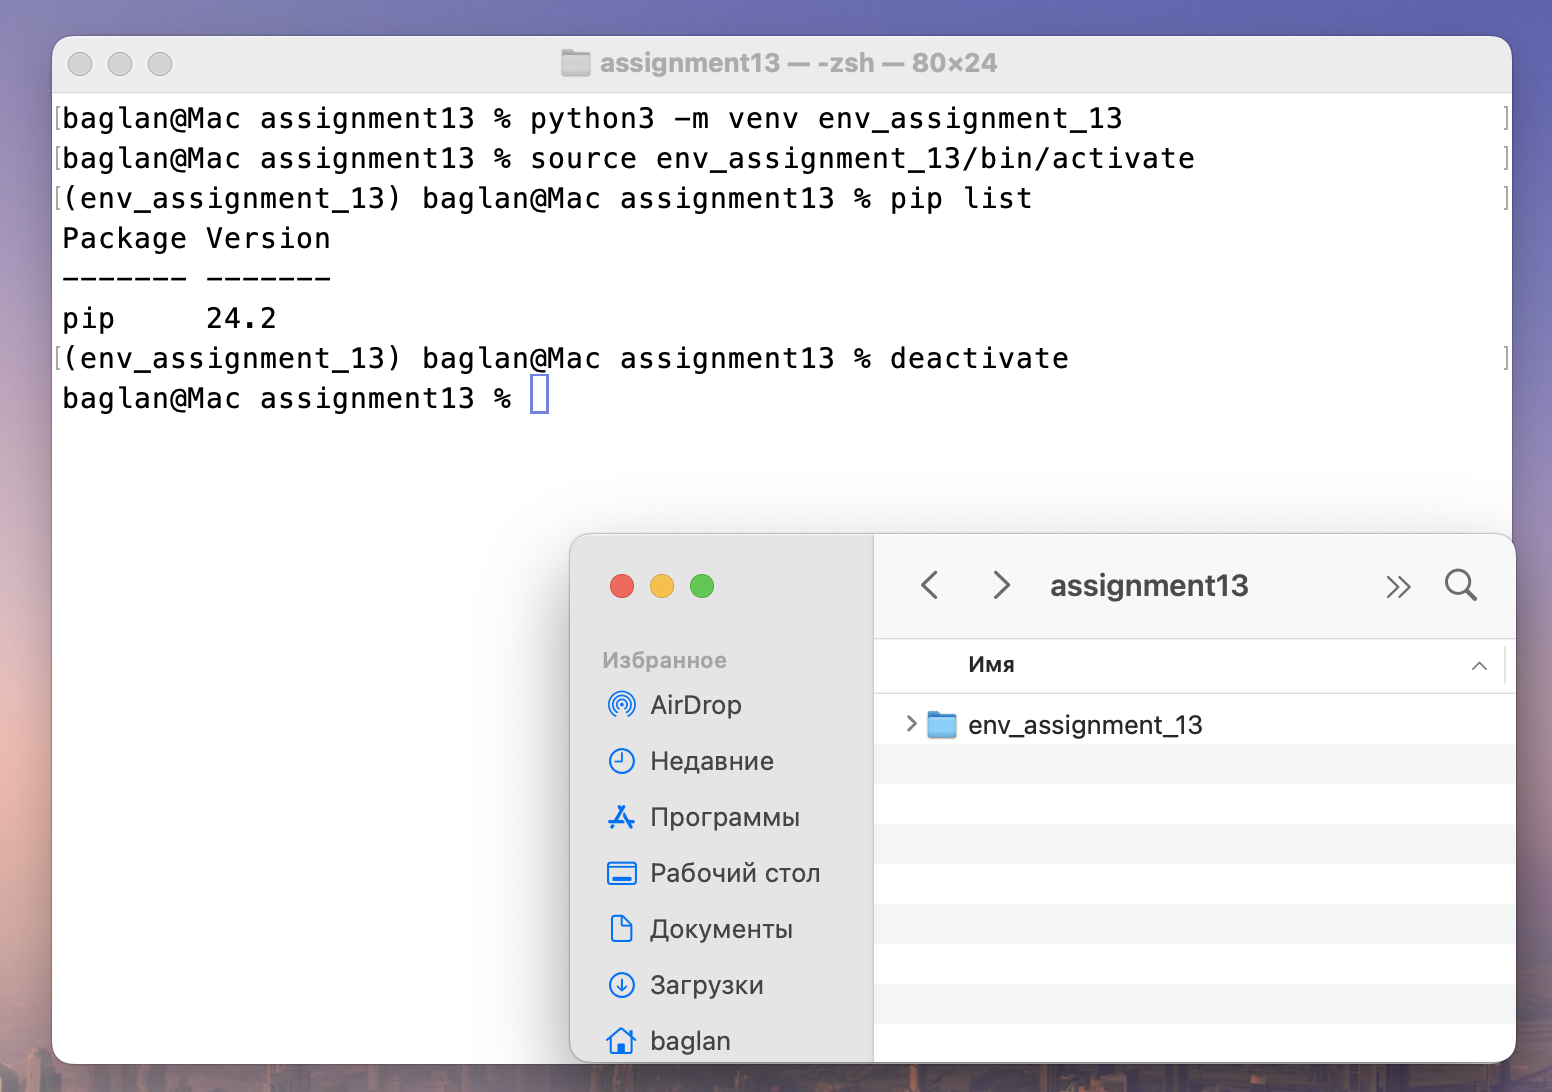 assignment13 — -zsh — 80×24
[baglan@Mac assignment13 % python3 -m venv env_assignment_13 ]
[baglan@Mac assignment13 % source env_assignment_13/bin/activate ]
[(env_assignment_13) baglan@Mac assignment13 % pip list ]
Package Version
------- -------
pip     24.2
[(env_assignment_13) baglan@Mac assignment13 % deactivate ]
baglan@Mac assignment13 %
assignment13
Избранное
AirDrop
Недавние
Программы
Рабочий стол
Документы
Загрузки
baglan
Имя
env_assignment_13